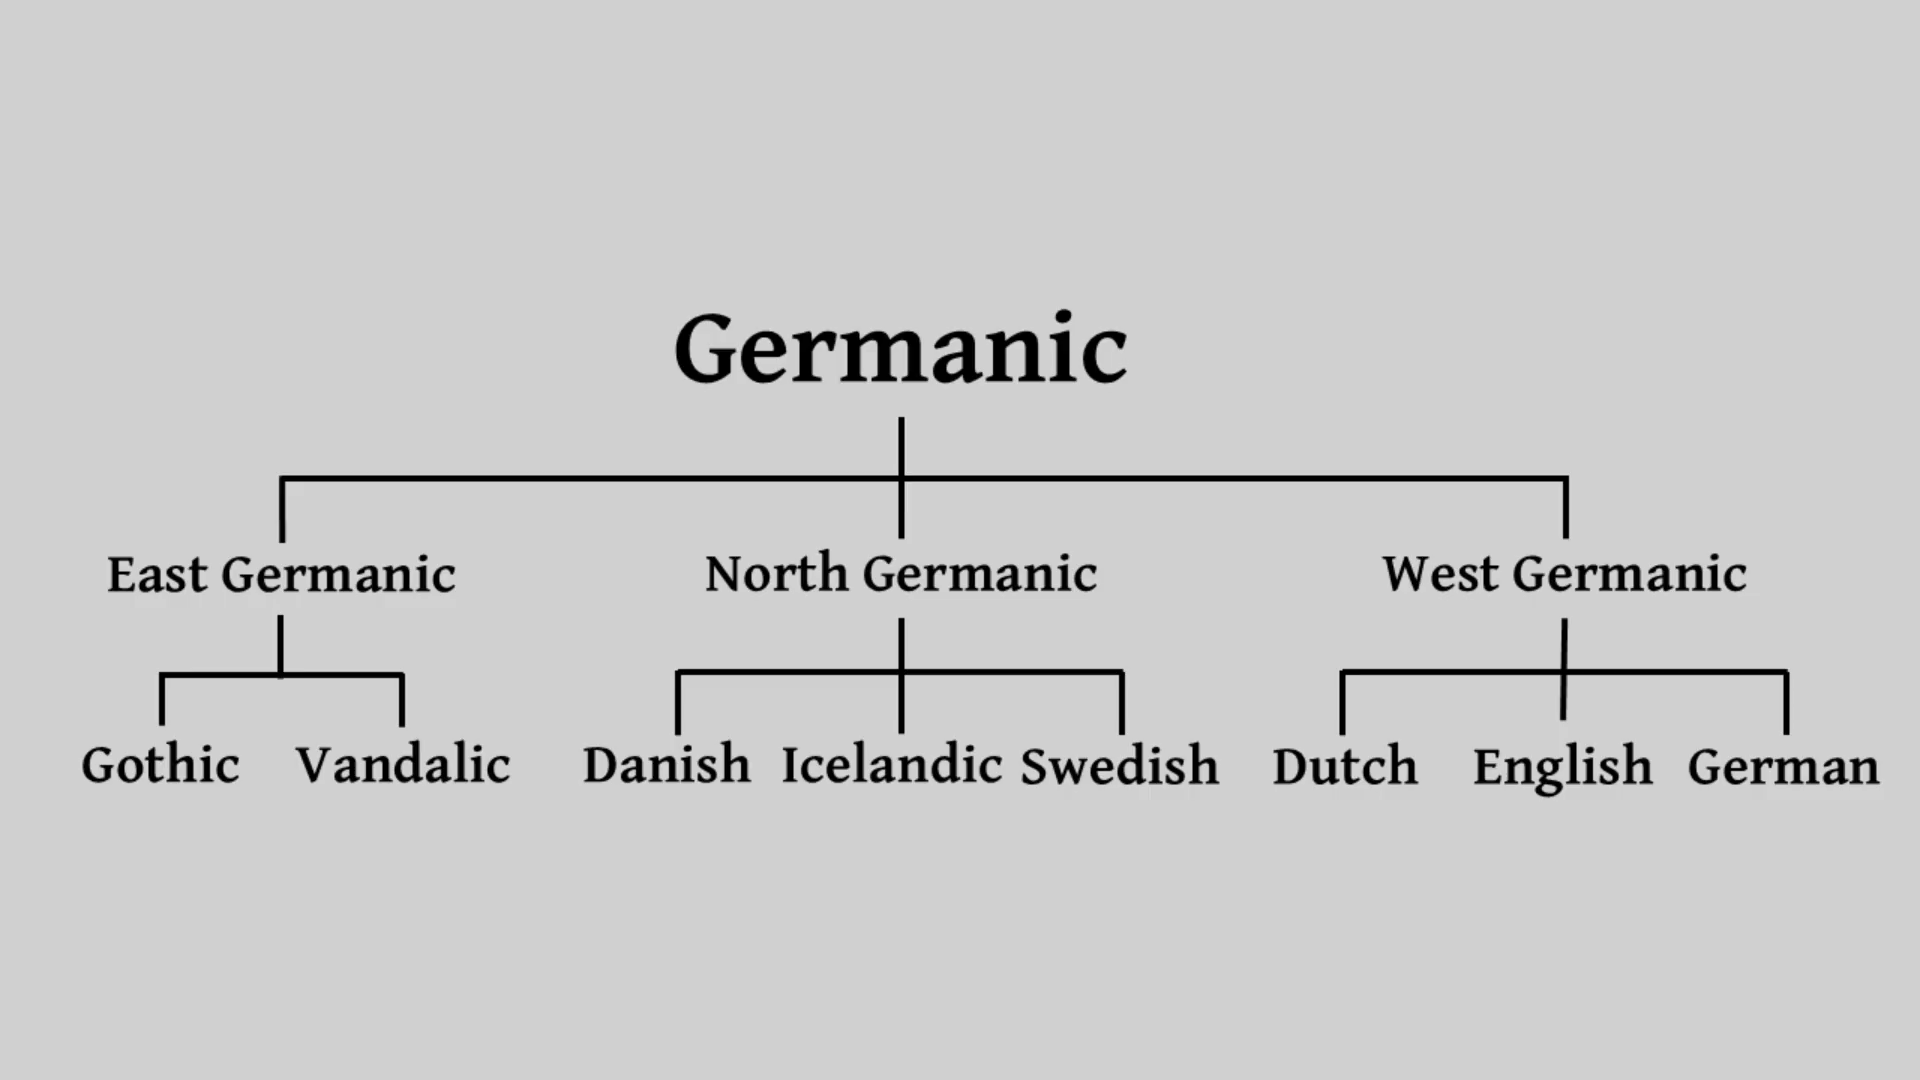 Germanic
East Germanic
North Germanic
West Germanic
Gothic
Vandalic
Danish
Icelandic
Swedish
Dutch
English
German